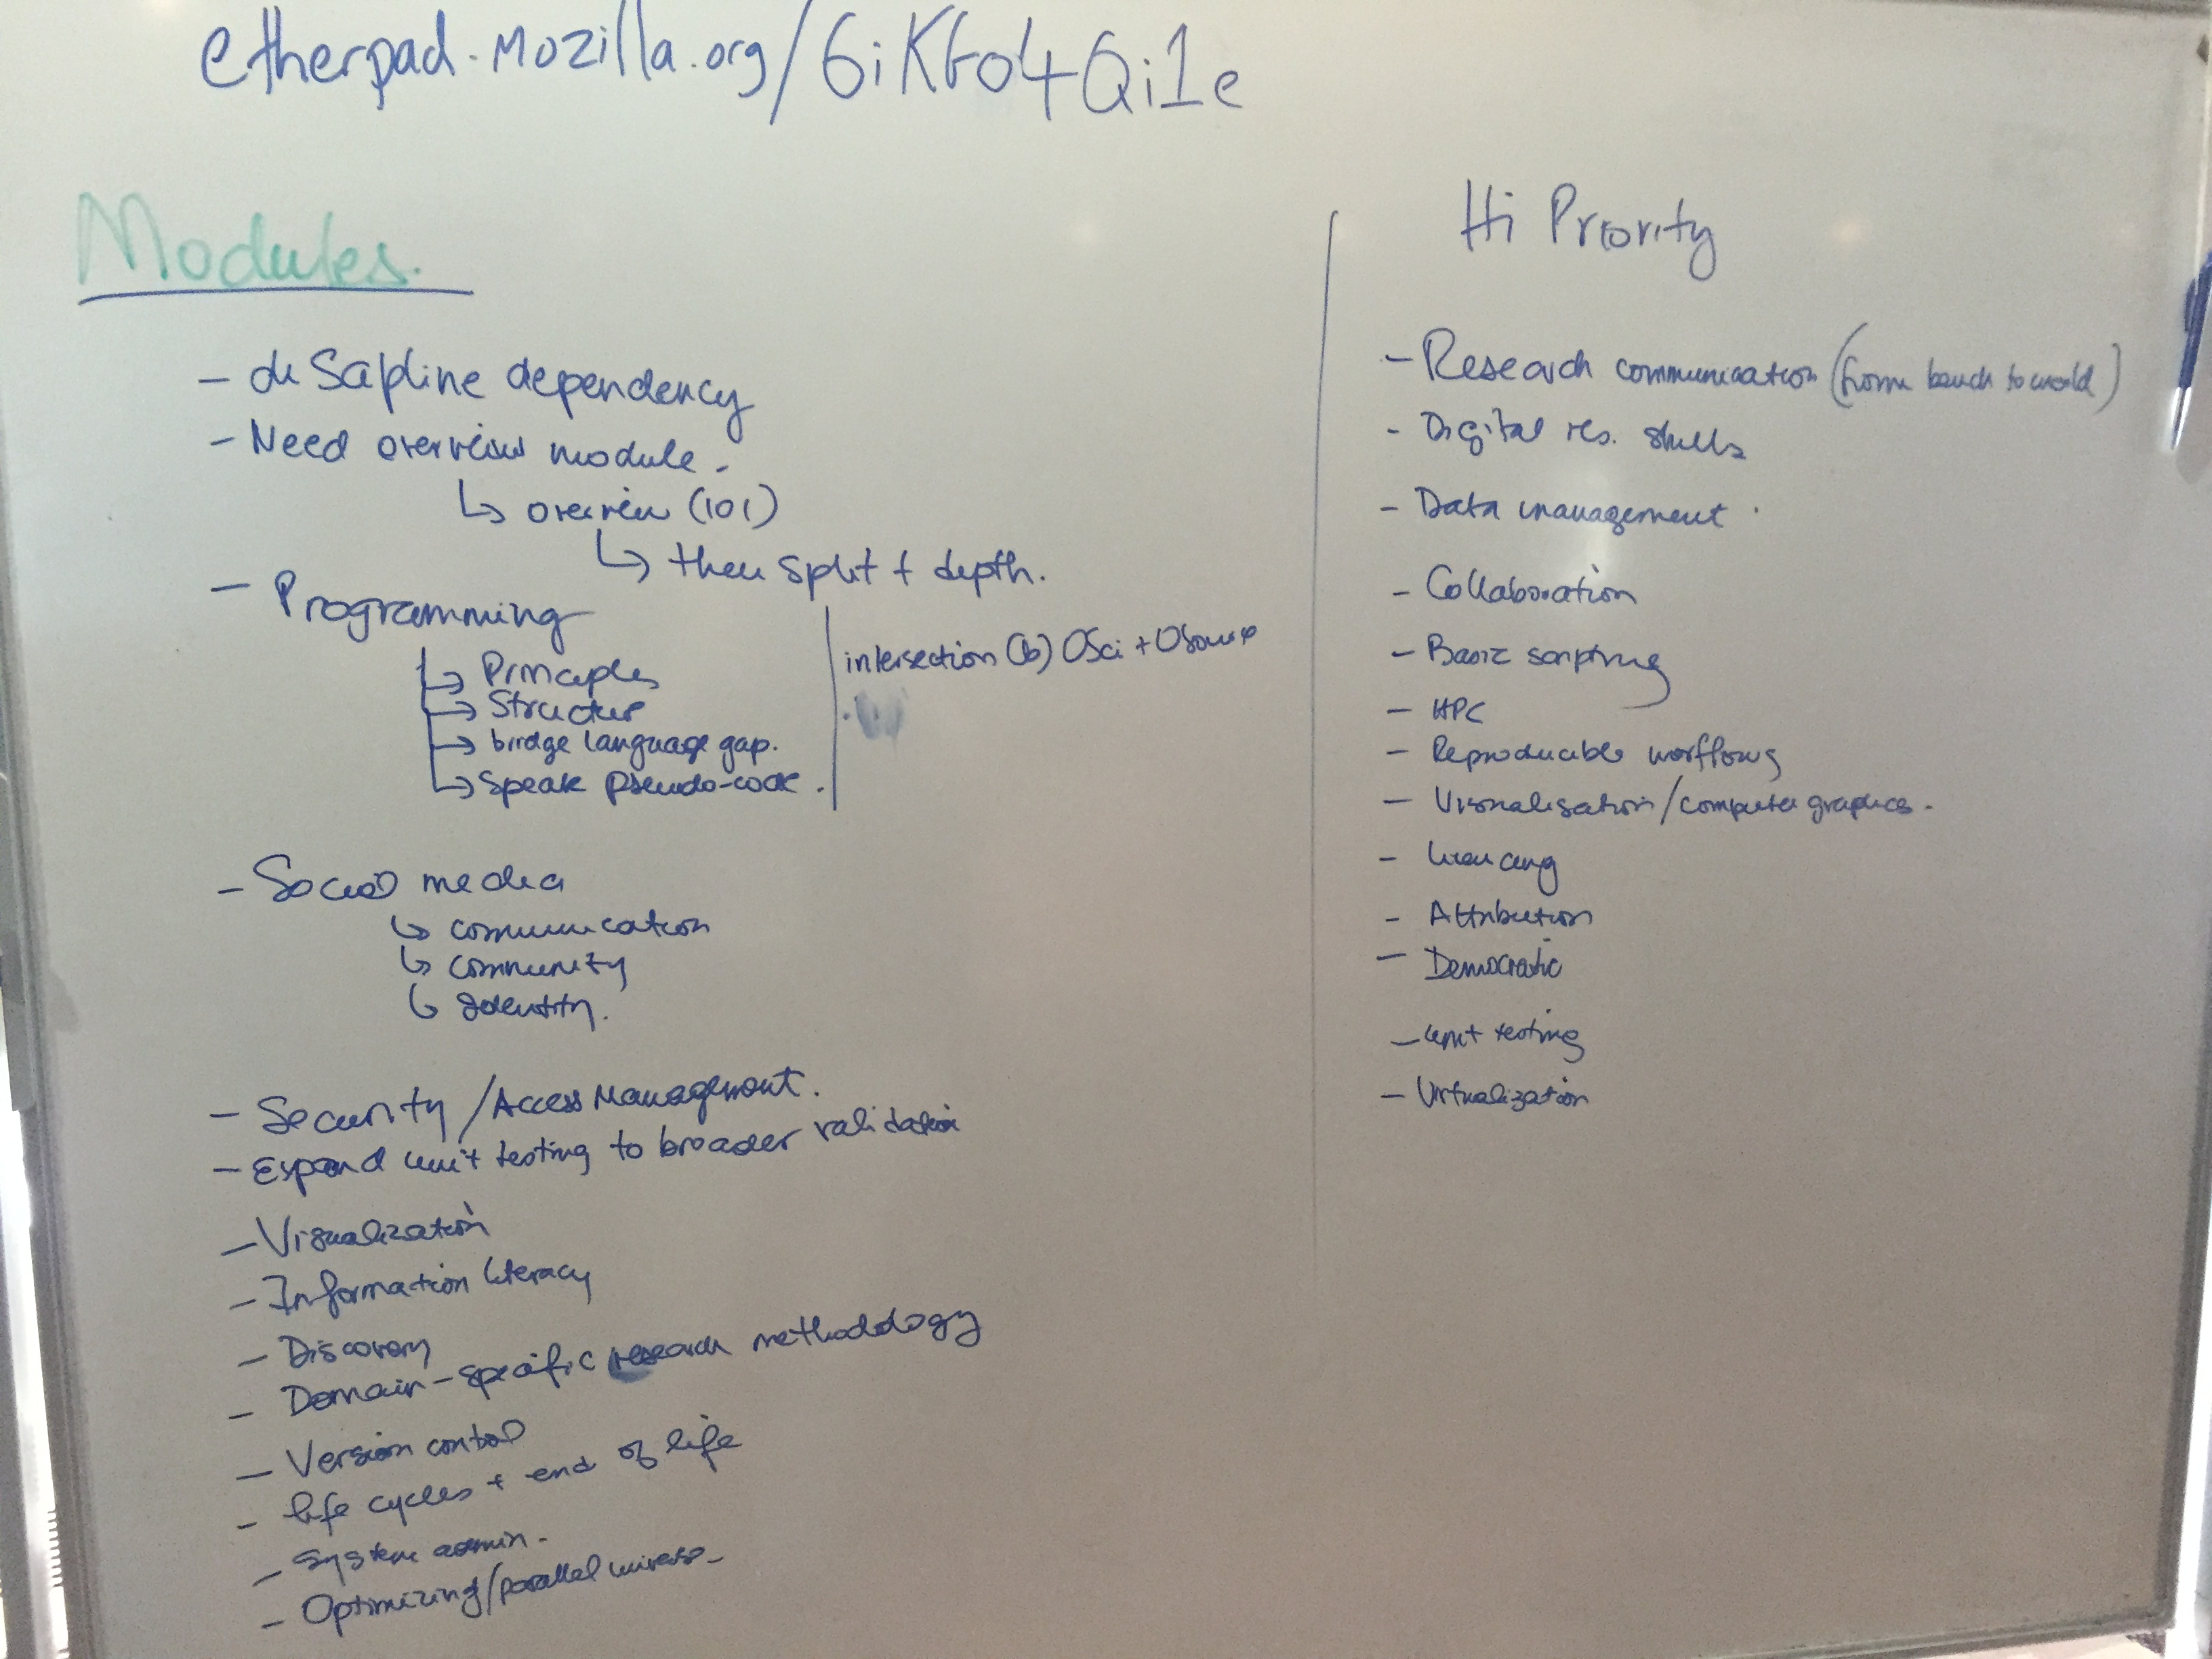 etherpad.Mozilla.org/6iKGo4Qi1e
Modules.
- disapline dependency
- Need overview module.
↳ overview (101)
↳ then split + depth.
- Programming
→ Principles
→ Structure
→ bridge language gap.
→ Speak pseudo-code.
intersection (b) OSci + OSource
- Social media
↳ communication
↳ community
↳ Identity.
- Security/Access Management.
- Expand unit testing to broader validation
- Visualization
- Information literacy
- Discovery
- Domain-specific research methodology
- Version control
- life cycles + end of life
- System admin.
- Optimizing/parallel universe
Hi Priority
- Research communication (from bench to world)
- Digital res. skills
- Data management.
- Collaboration
- Basic scripting
- HPC
- Reproducible worfflows
- Visualisation/computer graphics.
- Licencing
- Attribution
- Democratic
- unit testing
- Virtualization